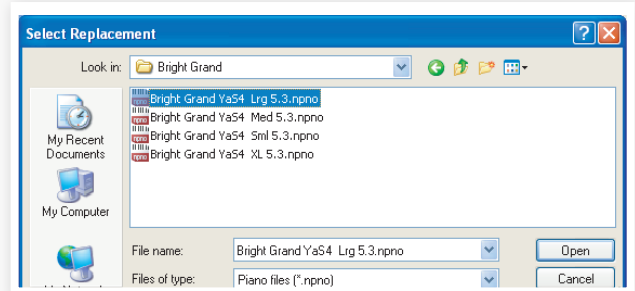 Select Replacement
Look in: Bright Grand
Bright Grand YaS4 Lrg 5.3.npno
Bright Grand YaS4 Med 5.3.npno
Bright Grand YaS4 Sml 5.3.npno
Bright Grand YaS4 XL 5.3.npno
My Recent
Documents
My Computer
File name: Bright Grand YaS4 Lrg 5.3.npno Open
Files of type: Piano files (*.npno) Cancel